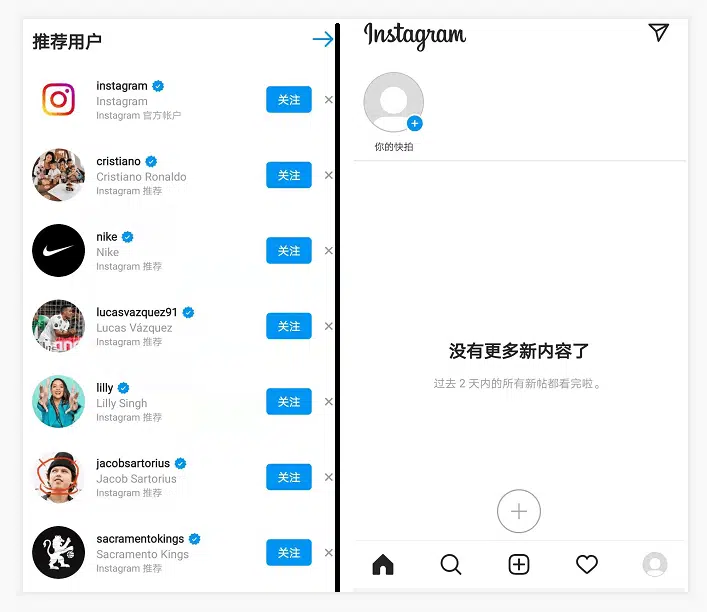 推荐用户
instagram
Instagram
Instagram 官方帐户
关注
cristiano
Cristiano Ronaldo
Instagram 推荐
关注
nike
Nike
Instagram 推荐
关注
lucasvazquez91
Lucas Vázquez
Instagram 推荐
关注
lilly
Lilly Singh
Instagram 推荐
关注
jacobsartorius
Jacob Sartorius
Instagram 推荐
关注
sacramentokings
Sacramento Kings
Instagram 推荐
关注
Instagram
你的快拍
没有更多新内容了
过去 2 天内的所有新帖都看完啦。